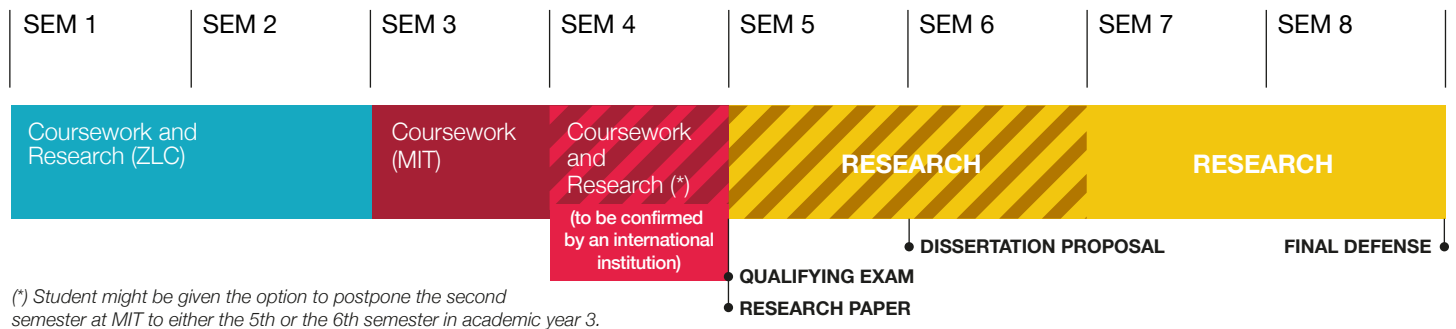 SEM 1
SEM 2
SEM 3
SEM 4
SEM 5
SEM 6
SEM 7
SEM 8
Coursework and
Research (ZLC)
Coursework
(MIT)
Coursework
and
Research (*)
(to be confirmed
by an international
institution)
RESEARCH
RESEARCH
DISSERTATION PROPOSAL
FINAL DEFENSE
QUALIFYING EXAM
RESEARCH PAPER
(*) Student might be given the option to postpone the second
semester at MIT to either the 5th or the 6th semester in academic year 3.